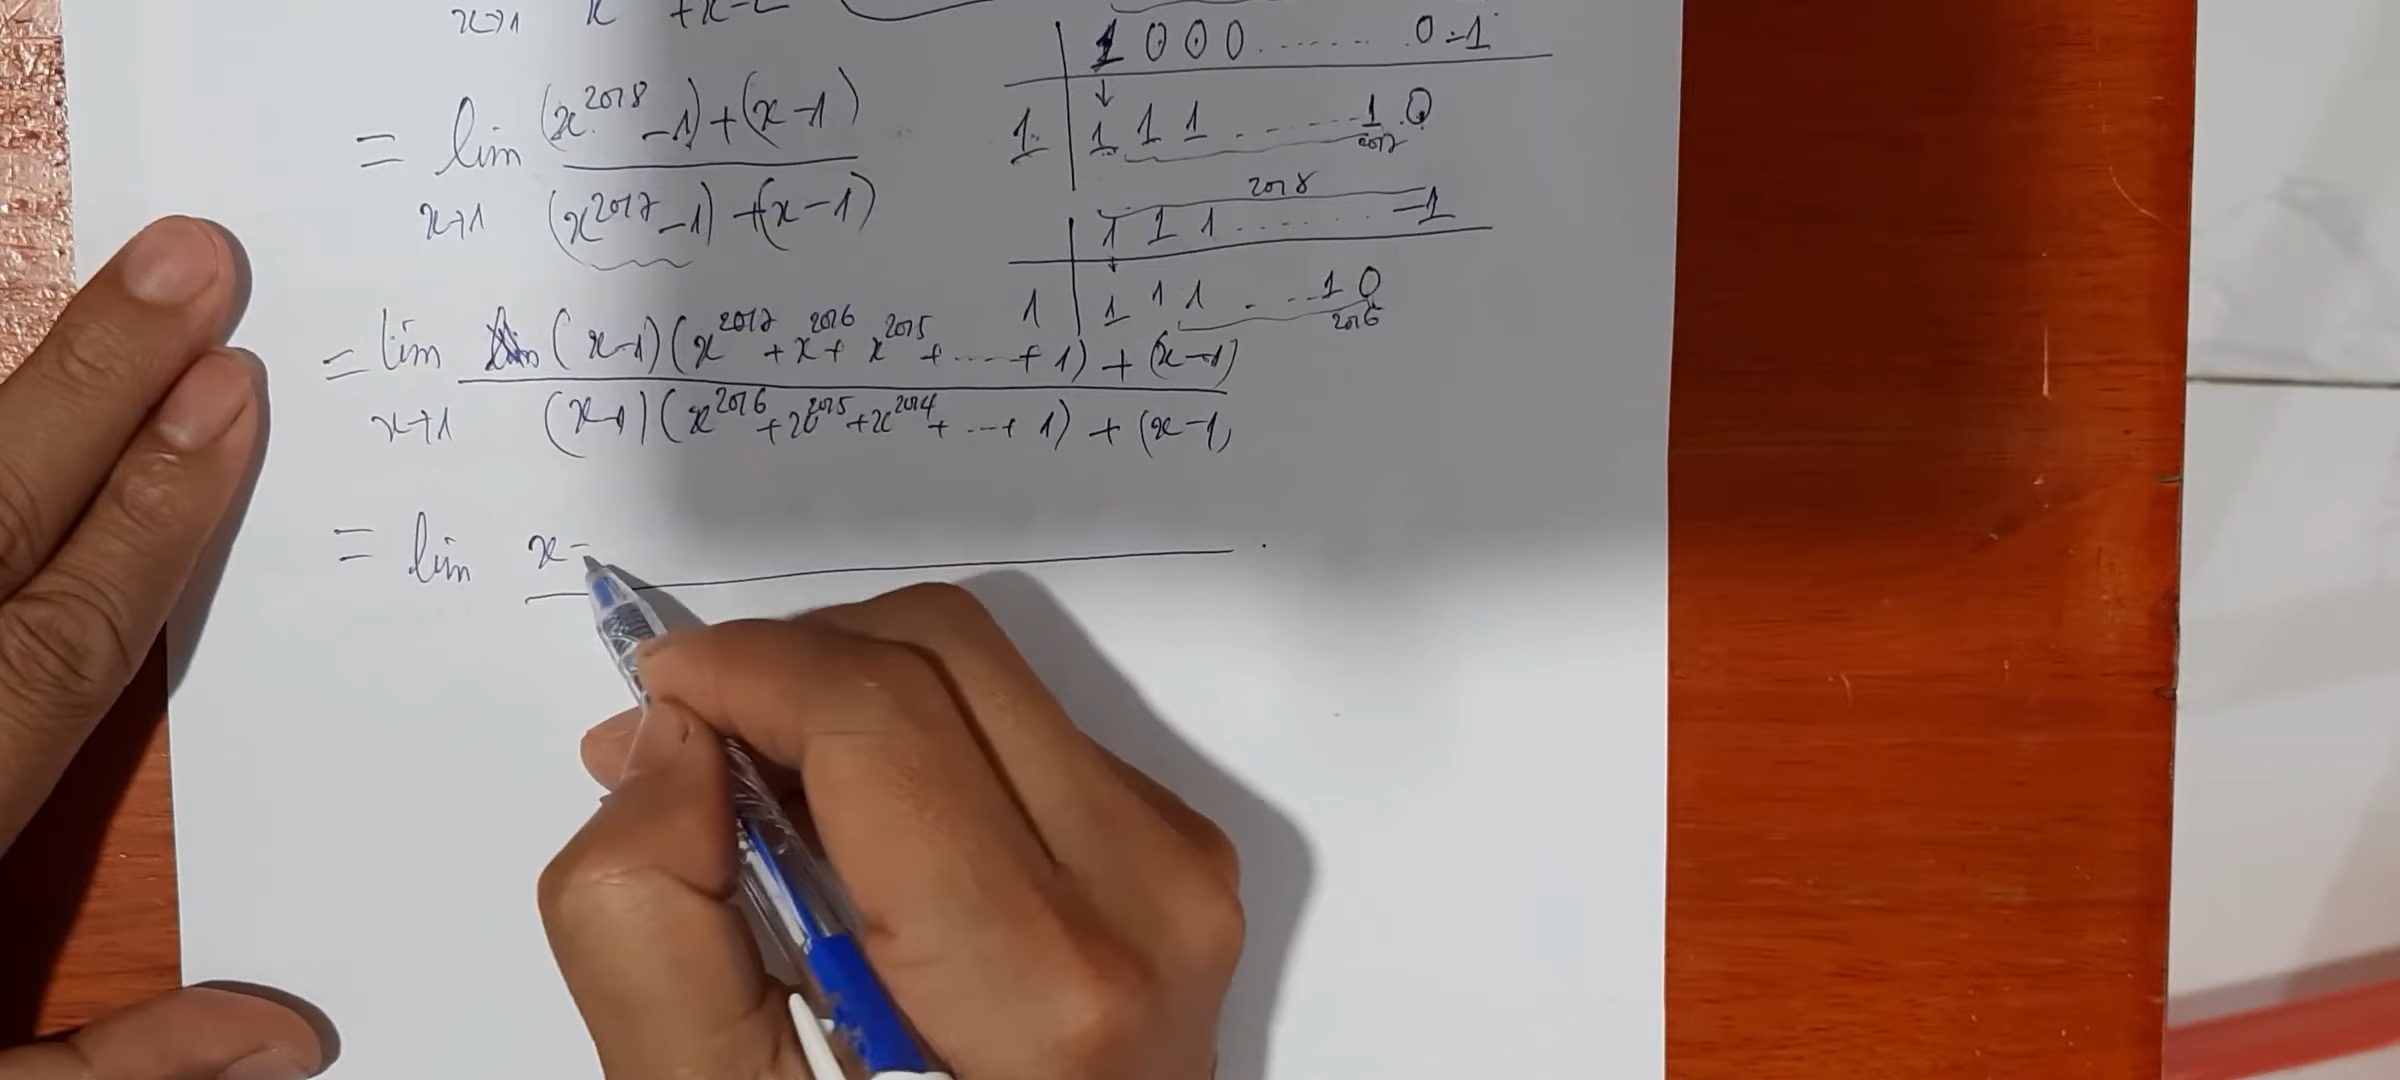 x→1 x +x-2
= lim (x^2018 -1)+(x-1)
x→1 (x^2017 -1)+(x-1)
1 0 0 0 ...... 0 -1
1 1 1 1 ...... 1 0
2017
2018
1 1 1 ...... 1
1 1 1 1 ... 1 0
2016
= lim (x-1)(x^2017 +x^2016 + x^2015 + .... + 1) + (x-1)
x→1 (x-1)(x^2016 +x^2015 +x^2014 + ... + 1) + (x-1)
= lim x-